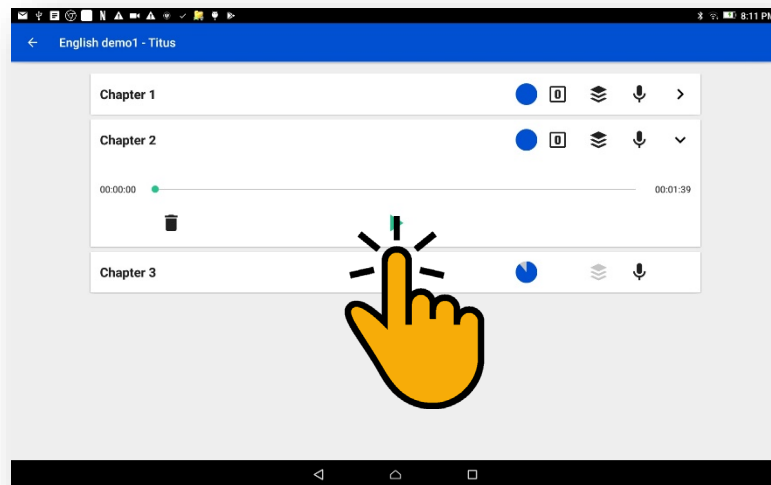 8:11 PM
English demo1 - Titus
Chapter 1
0
Chapter 2
0
00:00:00
00:01:39
Chapter 3